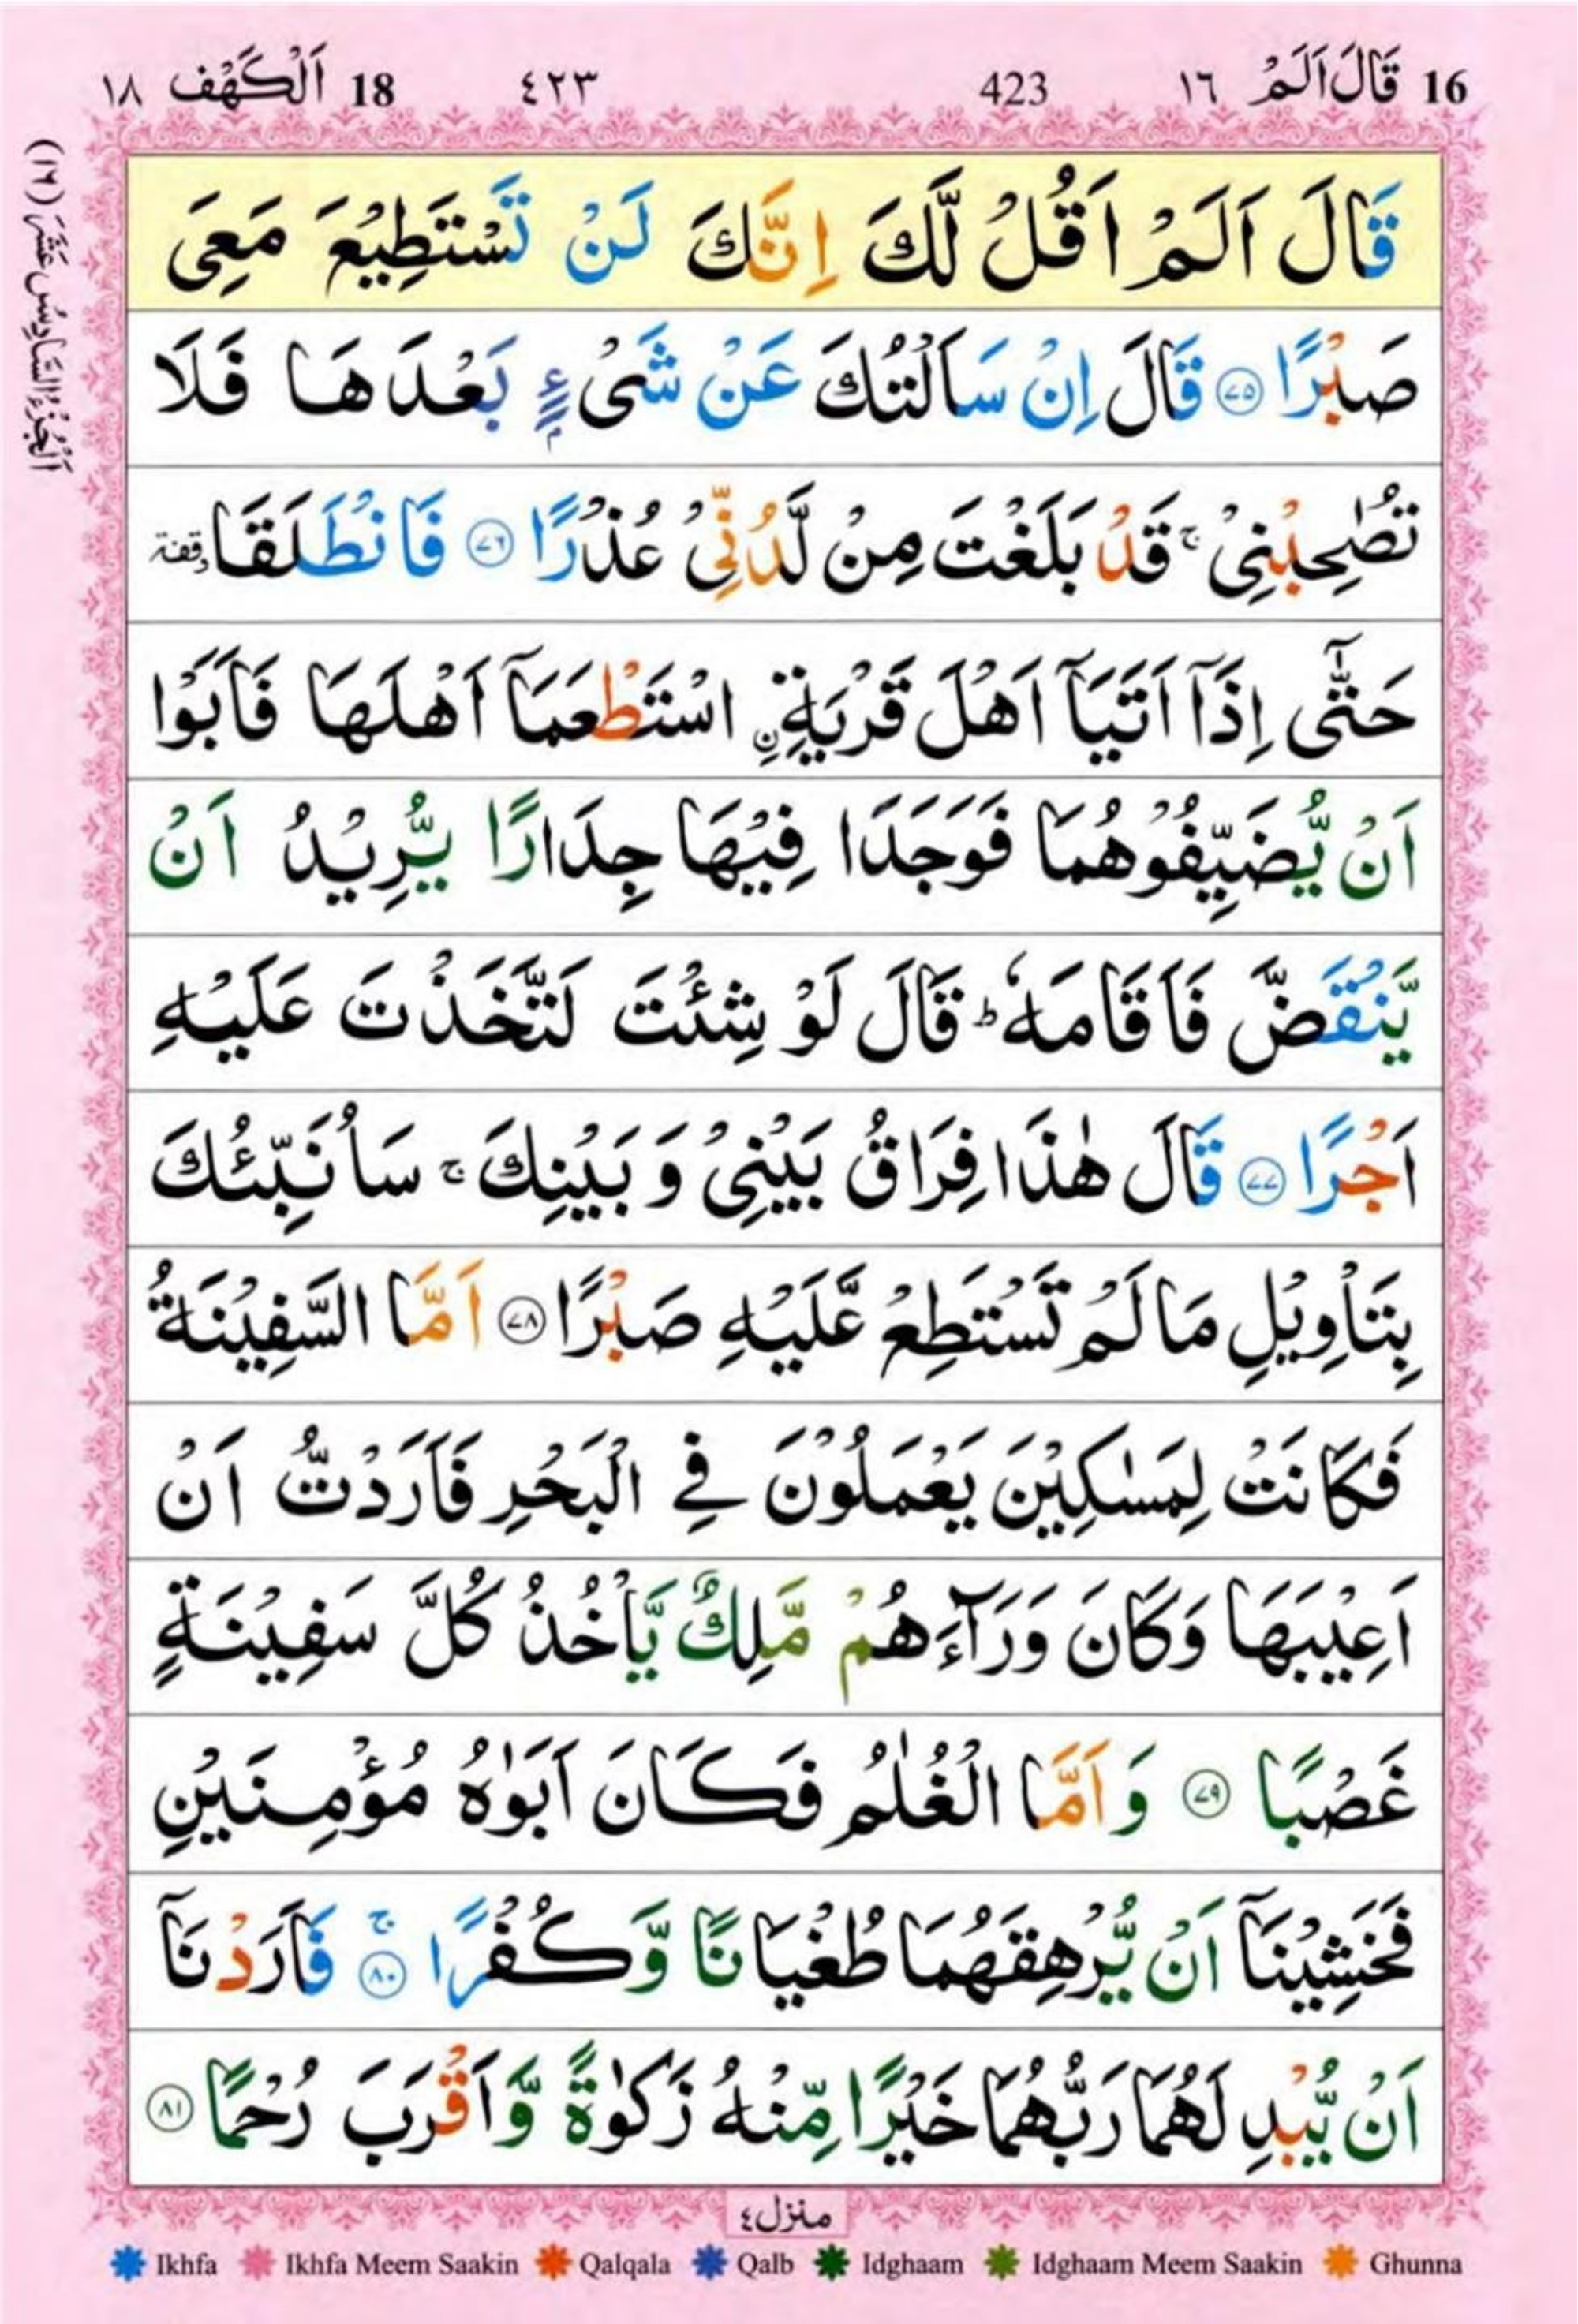 16 قَالَ اَلَمْ ١٦ 423 ٤٢٣ 18 اَلْكَهْف ١٨
اَلْجُزْءُ السَّادِسُ عَشَرَ (١٦)
قَالَ اَلَمْ اَقُلْ لَّكَ اِنَّكَ لَنْ تَسْتَطِيْعَ مَعِىَ
صَبْرًا ۝٧٥ قَالَ اِنْ سَاَلْتُكَ عَنْ شَىْءٍۭ بَعْدَهَا فَلَا
تُصٰحِبْنِىْ ۚ قَدْ بَلَغْتَ مِنْ لَّدُنِّىْ عُذْرًا ۝٧٦ فَانْطَلَقَا وقفة
حَتّٰٓى اِذَاۤ اَتَيَاۤ اَهْلَ قَرْيَةِ ۨاسْتَطْعَمَاۤ اَهْلَهَا فَاَبَوْا
اَنْ يُّضَيِّفُوْهُمَا فَوَجَدَا فِيْهَا جِدَارًا يُّرِيْدُ اَنْ
يَّنْقَضَّ فَاَقَامَهٗ ؕ قَالَ لَوْ شِئْتَ لَتَّخَذْتَ عَلَيْهِ
اَجْرًا ۝٧٧ قَالَ هٰذَا فِرَاقُ بَيْنِىْ وَ بَيْنِكَ ۚ سَاُنَبِّئُكَ
بِتَاْوِيْلِ مَا لَمْ تَسْتَطِعْ عَّلَيْهِ صَبْرًا ۝٧٨ اَمَّا السَّفِيْنَةُ
فَكَانَتْ لِمَسٰكِيْنَ يَعْمَلُوْنَ فِى الْبَحْرِ فَاَرَدْتُّ اَنْ
اَعِيْبَهَا وَكَانَ وَرَآءَهُمْ مَّلِكٌ يَّاْخُذُ كُلَّ سَفِيْنَةٍ
غَصْبًا ۝٧٩ وَاَمَّا الْغُلٰمُ فَكَانَ اَبَوٰهُ مُؤْمِنَيْنِ
فَخَشِيْنَاۤ اَنْ يُّرْهِقَهُمَا طُغْيَانًا وَّكُفْرًا ۝٨٠ ۚ فَاَرَدْنَاۤ
اَنْ يُّبْدِلَهُمَا رَبُّهُمَا خَيْرًا مِّنْهُ زَكٰوةً وَّاَقْرَبَ رُحْمًا ۝٨١
منزل٤
Ikhfa Ikhfa Meem Saakin Qalqala Qalb Idghaam Idghaam Meem Saakin Ghunna